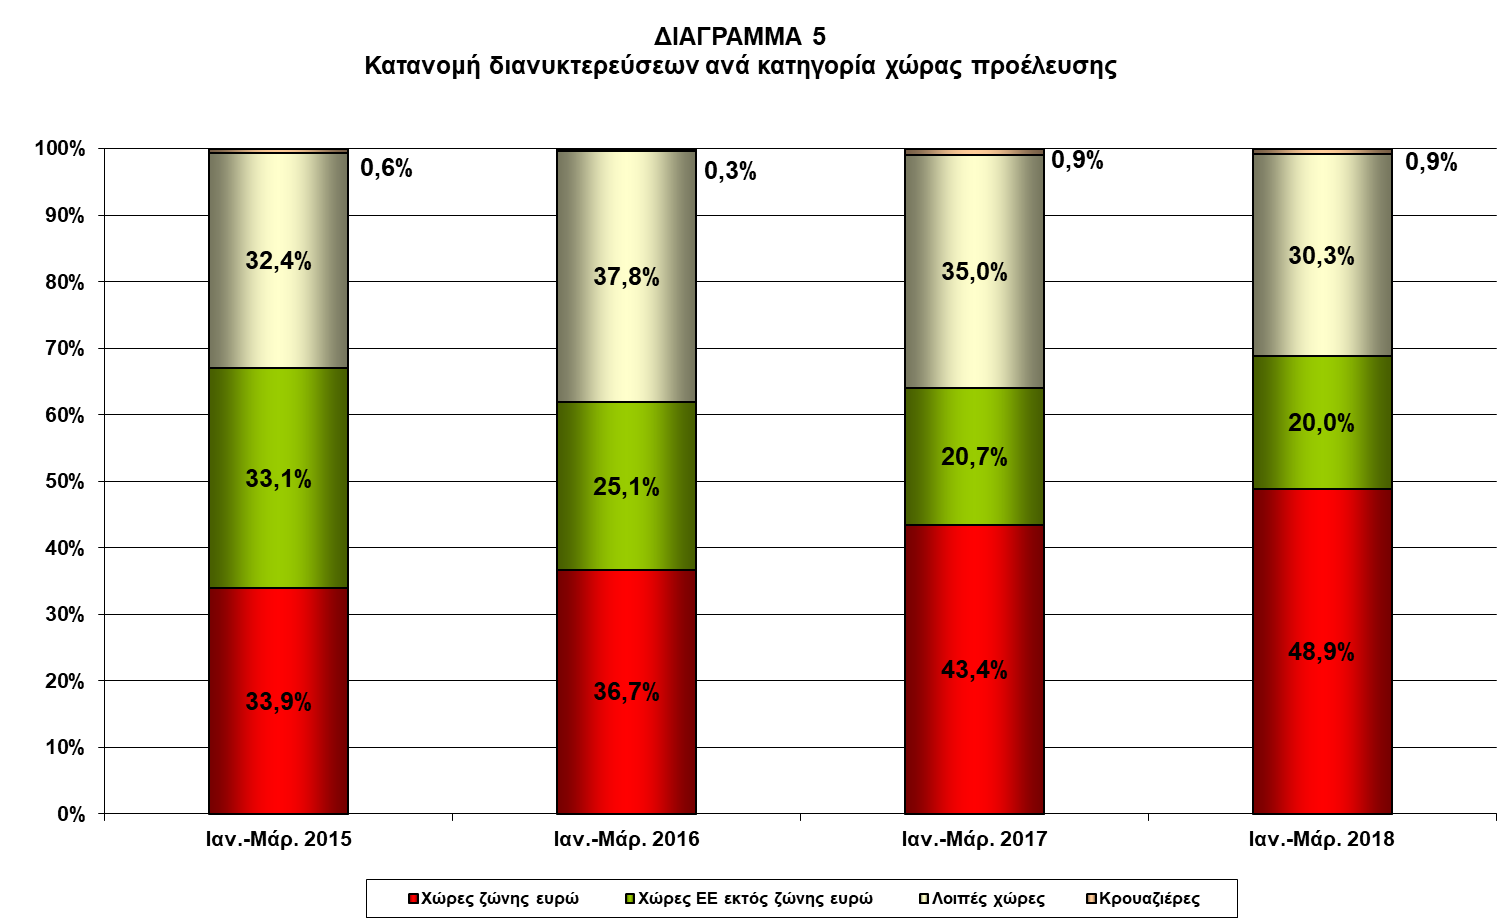 ΔΙΑΓΡΑΜΜΑ 5
Κατανομή διανυκτερεύσεων ανά κατηγορία χώρας προέλευσης
100%
90%
80%
70%
60%
50%
40%
30%
20%
10%
0%
0,6%
32,4%
33,1%
33,9%
0,3%
37,8%
25,1%
36,7%
0,9%
35,0%
20,7%
43,4%
0,9%
30,3%
20,0%
48,9%
Ιαν.-Μάρ. 2015
Ιαν.-Μάρ. 2016
Ιαν.-Μάρ. 2017
Ιαν.-Μάρ. 2018
Χώρες ζώνης ευρώ
Χώρες ΕΕ εκτός ζώνης ευρώ
Λοιπές χώρες
Κρουαζιέρες